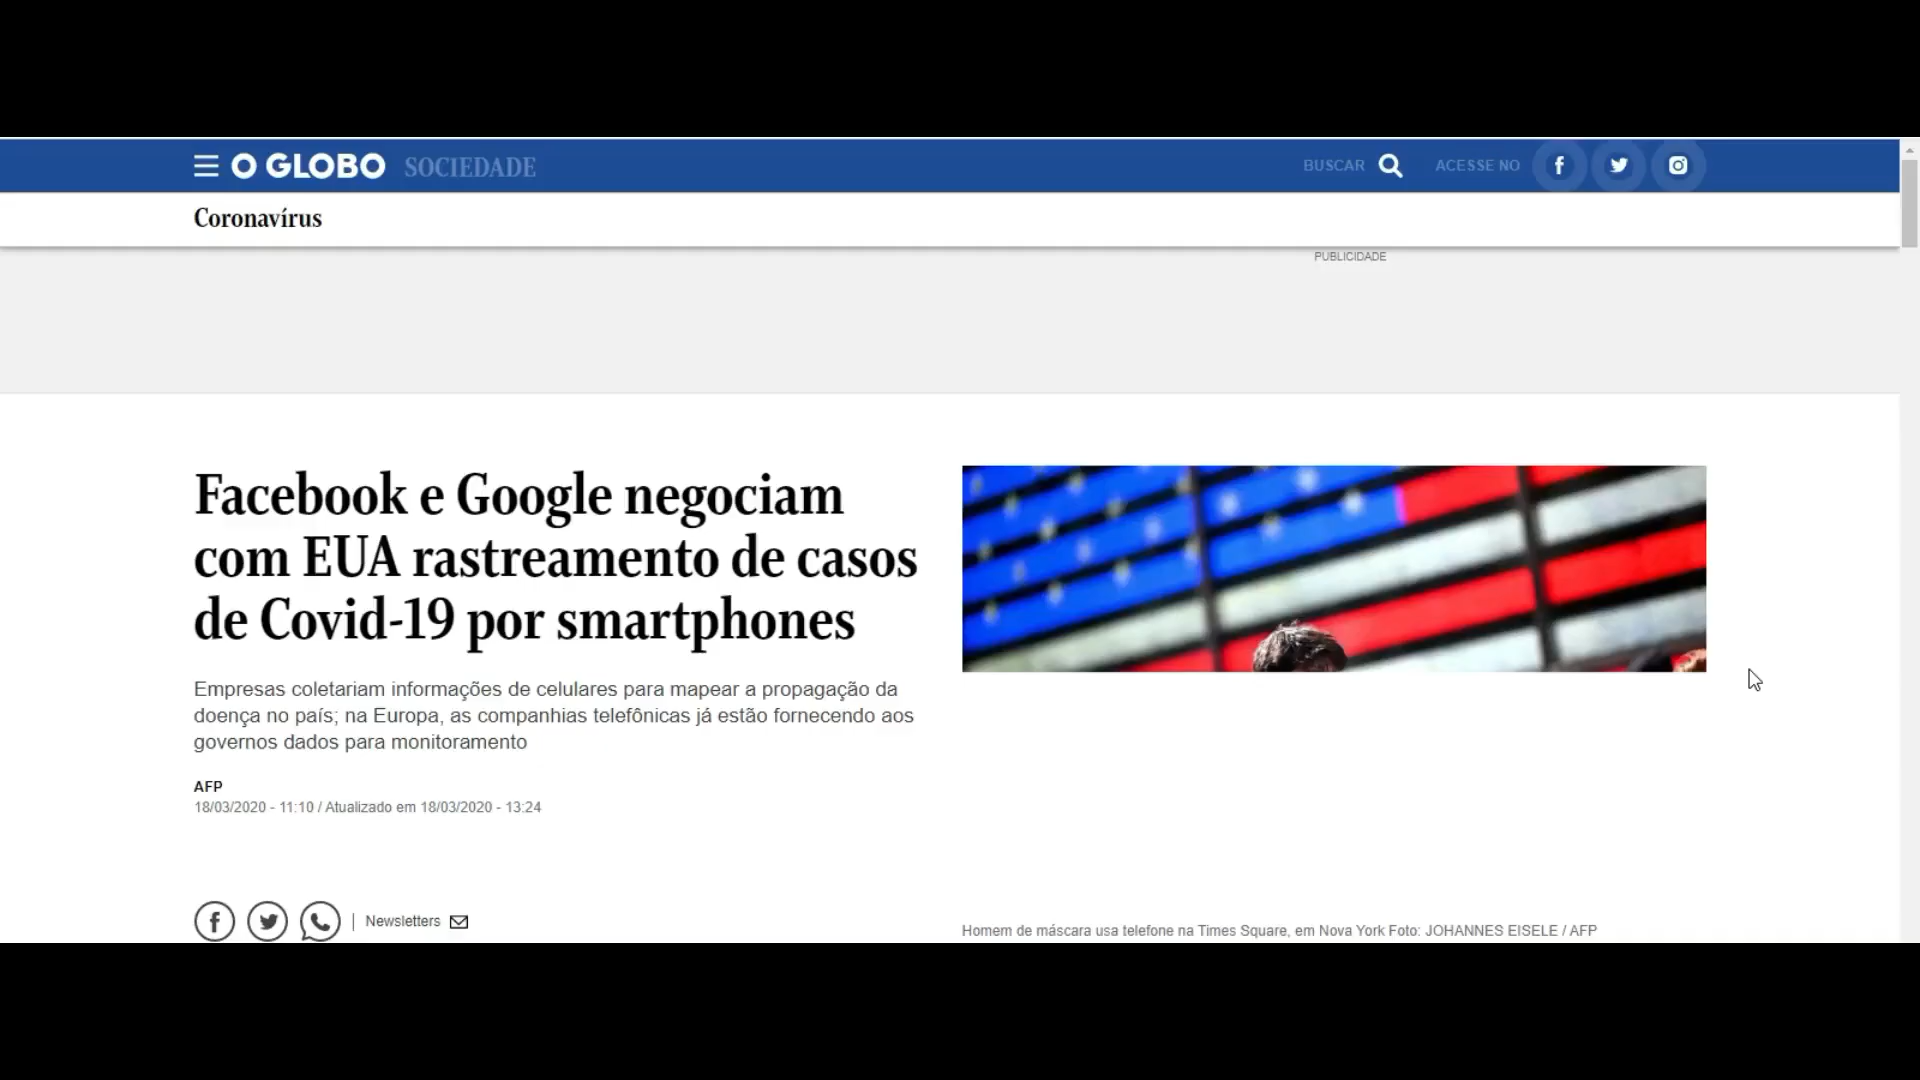 O GLOBO SOCIEDADE
BUSCAR
ACESSE NO
Coronavírus
PUBLICIDADE
Facebook e Google negociam
com EUA rastreamento de casos
de Covid-19 por smartphones
Empresas coletariam informações de celulares para mapear a propagação da
doença no país; na Europa, as companhias telefônicas já estão fornecendo aos
governos dados para monitoramento
AFP
18/03/2020 - 11:10 / Atualizado em 18/03/2020 - 13:24
Newsletters
Homem de máscara usa telefone na Times Square, em Nova York Foto: JOHANNES EISELE / AFP